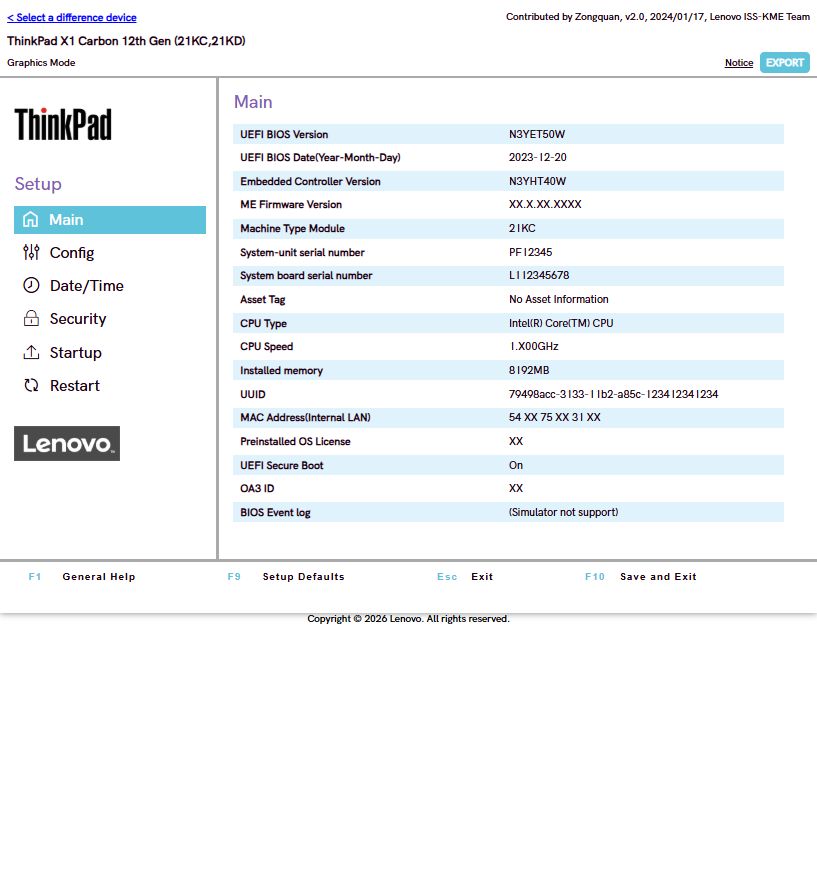 < Select a difference device
Contributed by Zongquan, v2.0, 2024/01/17, Lenovo ISS-KME Team
ThinkPad X1 Carbon 12th Gen (21KC,21KD)
Graphics Mode
Notice EXPORT
ThinkPad
Setup
Main
Config
Date/Time
Security
Startup
Restart
Lenovo
Main
UEFI BIOS Version N3YET50W
UEFI BIOS Date(Year-Month-Day) 2023-12-20
Embedded Controller Version N3YHT40W
ME Firmware Version XX.X.XX.XXXX
Machine Type Module 21KC
System-unit serial number PF12345
System board serial number L112345678
Asset Tag No Asset Information
CPU Type Intel(R) Core(TM) CPU
CPU Speed 1.X00GHz
Installed memory 8192MB
UUID 79498acc-3133-11b2-a85c-123412341234
MAC Address(Internal LAN) 54 XX 75 XX 31 XX
Preinstalled OS License XX
UEFI Secure Boot On
OA3 ID XX
BIOS Event log (Simulator not support)
F1 General Help F9 Setup Defaults Esc Exit F10 Save and Exit
Copyright © 2026 Lenovo. All rights reserved.